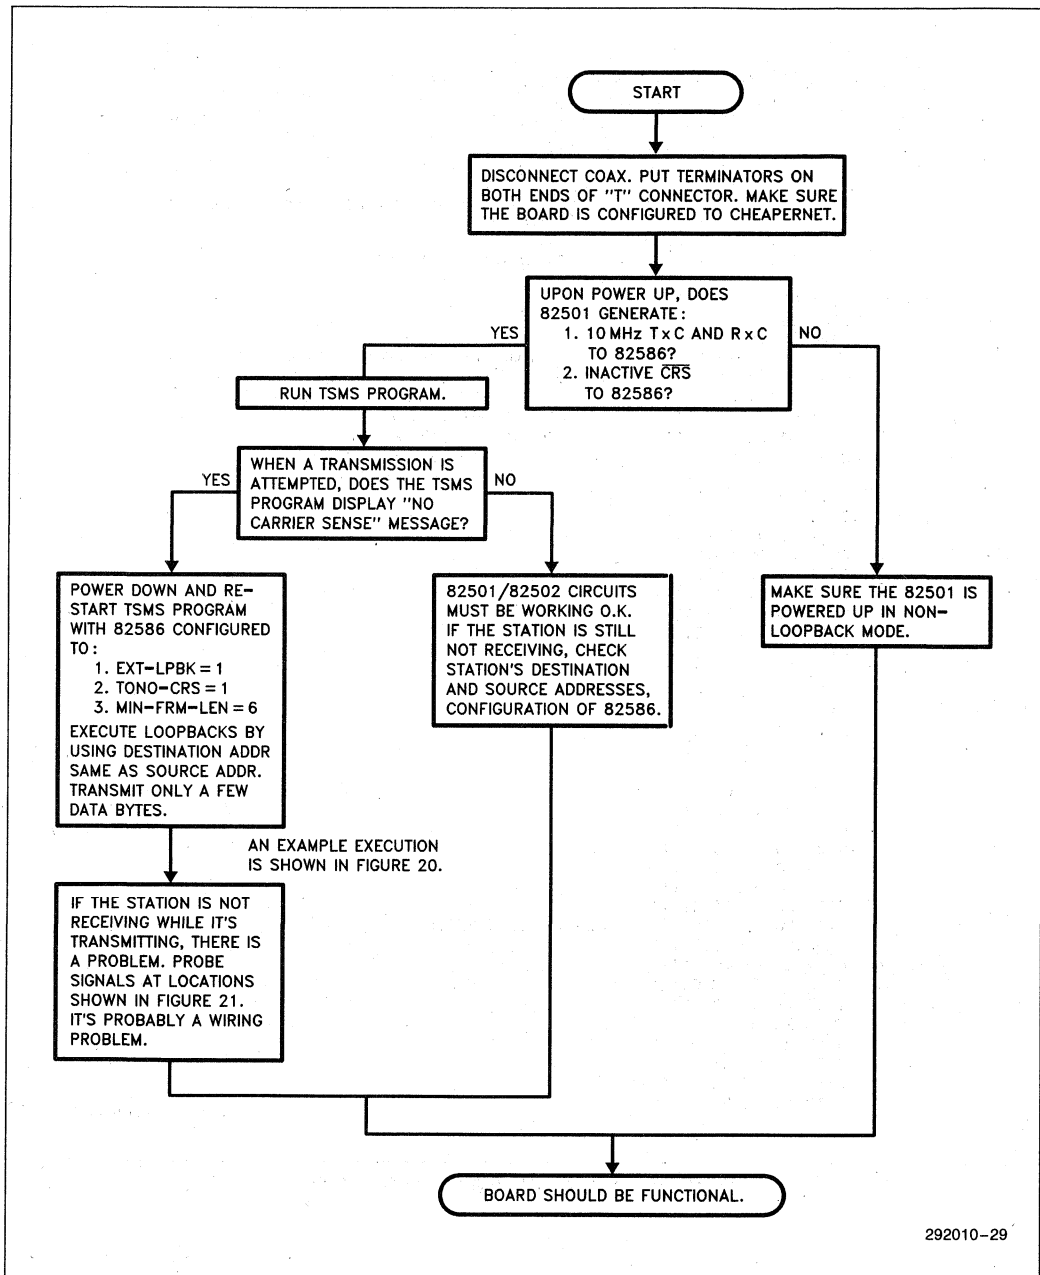 START
DISCONNECT COAX. PUT TERMINATORS ON
BOTH ENDS OF "T" CONNECTOR. MAKE SURE
THE BOARD IS CONFIGURED TO CHEAPERNET.
UPON POWER UP, DOES
82501 GENERATE:
1. 10 MHz TxC AND RxC
TO 82586?
2. INACTIVE C̅R̅S̅
TO 82586?
YES
NO
RUN TSMS PROGRAM.
WHEN A TRANSMISSION IS
ATTEMPTED, DOES THE TSMS
PROGRAM DISPLAY "NO
CARRIER SENSE" MESSAGE?
YES
NO
POWER DOWN AND RE-
START TSMS PROGRAM
WITH 82586 CONFIGURED
TO:
1. EXT-LPBK = 1
2. TONO-CRS = 1
3. MIN-FRM-LEN = 6
EXECUTE LOOPBACKS BY
USING DESTINATION ADDR
SAME AS SOURCE ADDR.
TRANSMIT ONLY A FEW
DATA BYTES.
82501/82502 CIRCUITS
MUST BE WORKING O.K.
IF THE STATION IS STILL
NOT RECEIVING, CHECK
STATION'S DESTINATION
AND SOURCE ADDRESSES,
CONFIGURATION OF 82586.
MAKE SURE THE 82501 IS
POWERED UP IN NON-
LOOPBACK MODE.
AN EXAMPLE EXECUTION
IS SHOWN IN FIGURE 20.
IF THE STATION IS NOT
RECEIVING WHILE IT'S
TRANSMITTING, THERE IS
A PROBLEM. PROBE
SIGNALS AT LOCATIONS
SHOWN IN FIGURE 21.
IT'S PROBABLY A WIRING
PROBLEM.
BOARD SHOULD BE FUNCTIONAL.
292010-29